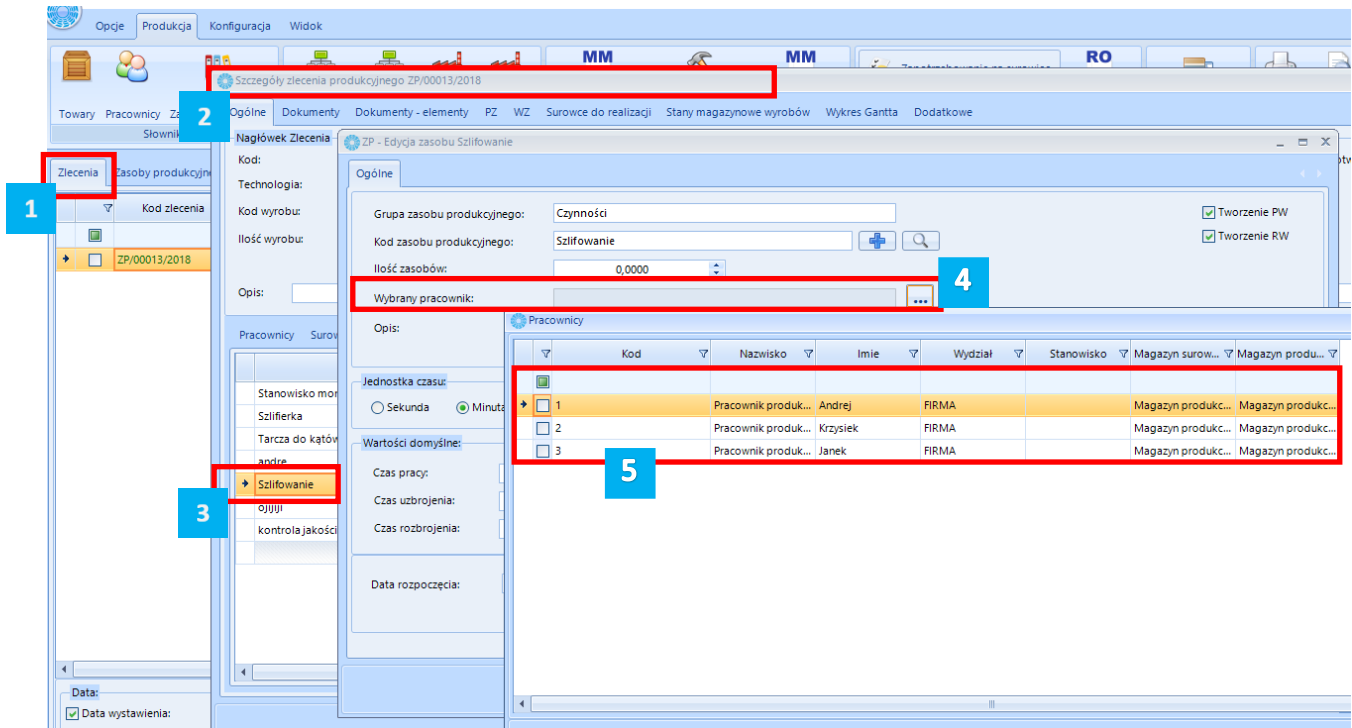 Opcje Produkcja Konfiguracja Widok
MM MM RO
Szczegóły zlecenia produkcyjnego ZP/00013/2018
Towary Pracownicy
2
Ogólne Dokumenty Dokumenty - elementy PZ WZ Surowce do realizacji Stany magazynowe wyrobów Wykres Gantta Dodatkowe
Nagłówek Zlecenia
ZP - Edycja zasobu Szlifowanie
Zlecenia Zasoby produkcyjn
Kod:
Ogólne
Technologia:
1
Kod zlecenia
Kod wyrobu:
Grupa zasobu produkcyjnego: Czynności
Tworzenie PW
Ilość wyrobu:
Kod zasobu produkcyjnego: Szlifowanie
Tworzenie RW
ZP/00013/2018
Ilość zasobów: 0,0000
4
Opis:
Wybrany pracownik: ...
Opis:
Pracownicy
Pracownicy Surow
Kod Nazwisko Imie Wydział Stanowisko Magazyn surow... Magazyn produ...
Jednostka czasu:
Sekunda Minuta
1 Pracownik produk... Andrej FIRMA Magazyn produkc... Magazyn produkc...
2 Pracownik produk... Krzysiek FIRMA Magazyn produkc... Magazyn produkc...
3 Pracownik produk... Janek FIRMA Magazyn produkc... Magazyn produkc...
5
Stanowisko mon
Szlifierka
Tarcza do kątów
andre
Szlifowanie
3
ojijiji
kontrola jakości
Wartości domyślne:
Czas pracy:
Czas uzbrojenia:
Czas rozbrojenia:
Data rozpoczęcia:
Data:
Data wystawienia: